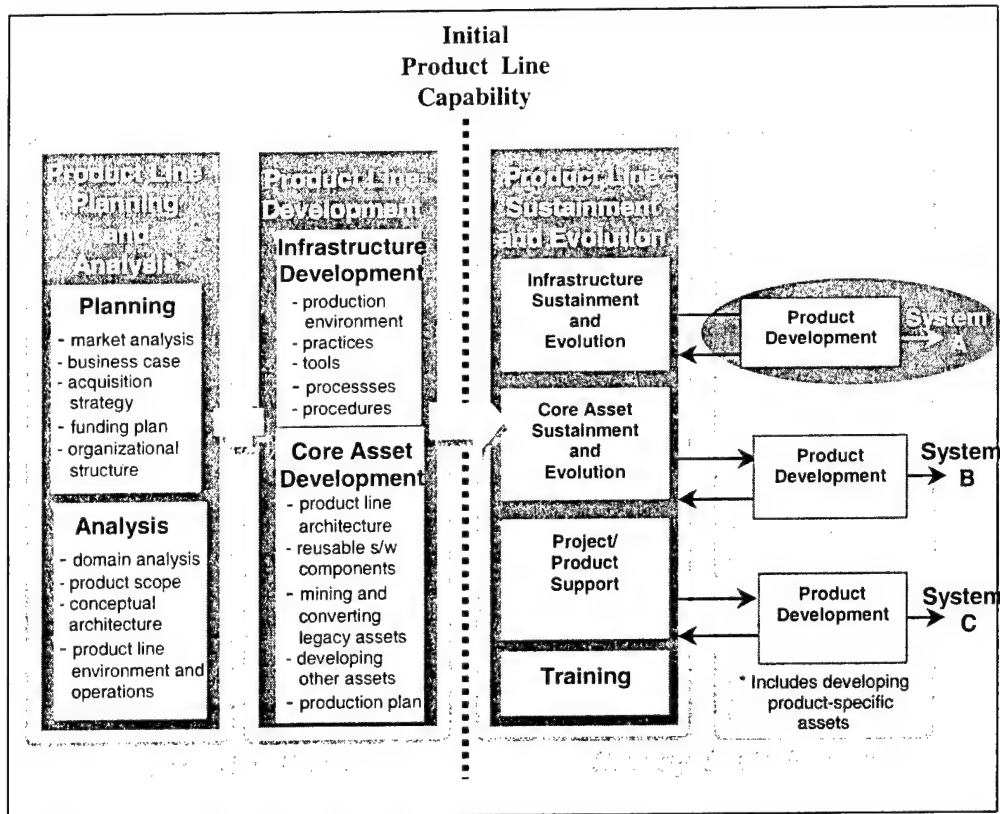 Initial
Product Line
Capability
Product Line
Planning
and
Analysis
Planning
- market analysis
- business case
- acquisition
strategy
- funding plan
- organizational
structure
Analysis
- domain analysis
- product scope
- conceptual
architecture
- product line
environment and
operations
Product Line
Development
Infrastructure
Development
- production
environment
- practices
- tools
- processses
- procedures
Core Asset
Development
- product line
architecture
- reusable s/w
components
- mining and
converting
legacy assets
- developing
other assets
- production plan
Product Line
Sustainment
and Evolution
Infrastructure
Sustainment
and
Evolution
Core Asset
Sustainment
and
Evolution
Project/
Product
Support
Training
Product
Development
System
A
Product
Development
System
B
Product
Development
System
C
* Includes developing
product-specific
assets